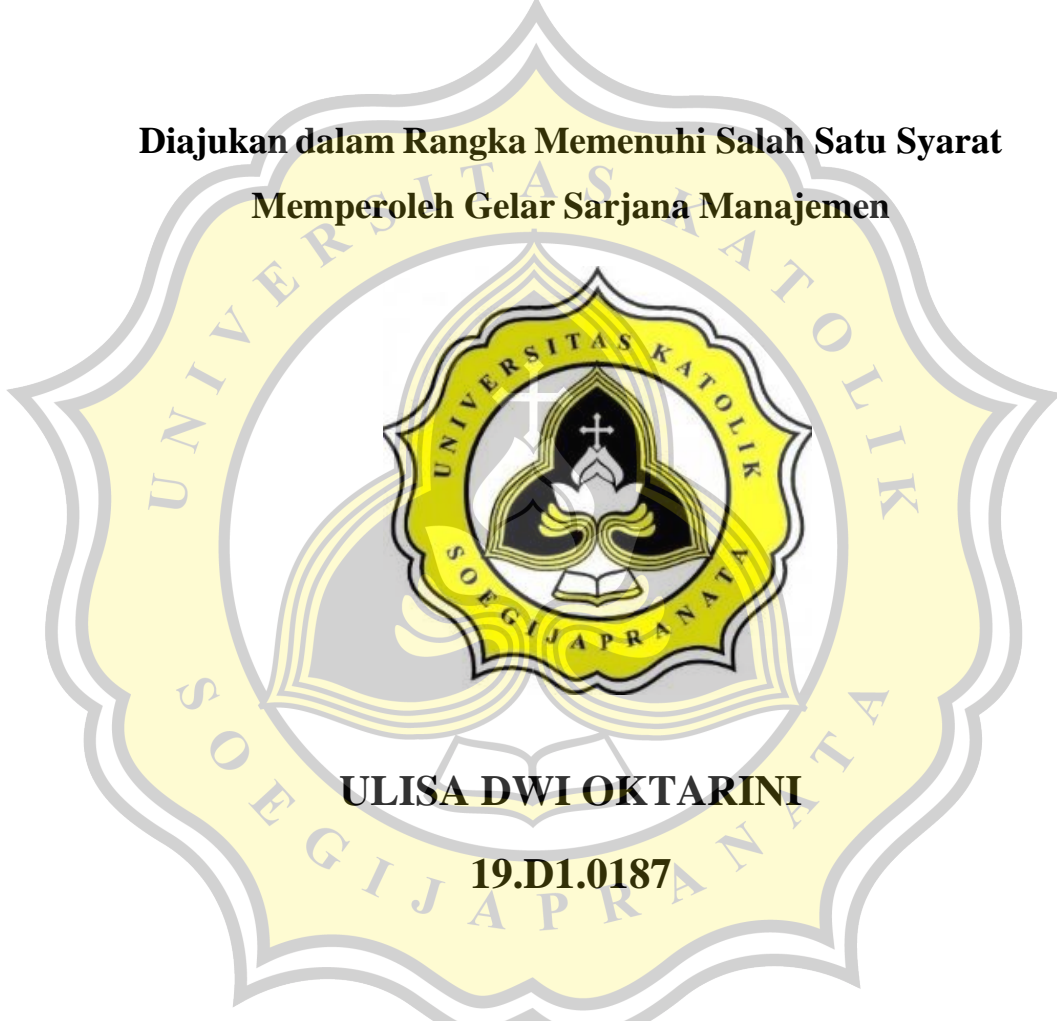 Diajukan dalam Rangka Memenuhi Salah Satu Syarat
Memperoleh Gelar Sarjana Manajemen
UNIVERSITAS KATOLIK
SOEGIJAPRANATA
UNIVERSITAS KATOLIK
SOEGIJAPRANATA
ULISA DWI OKTARINI
19.D1.0187